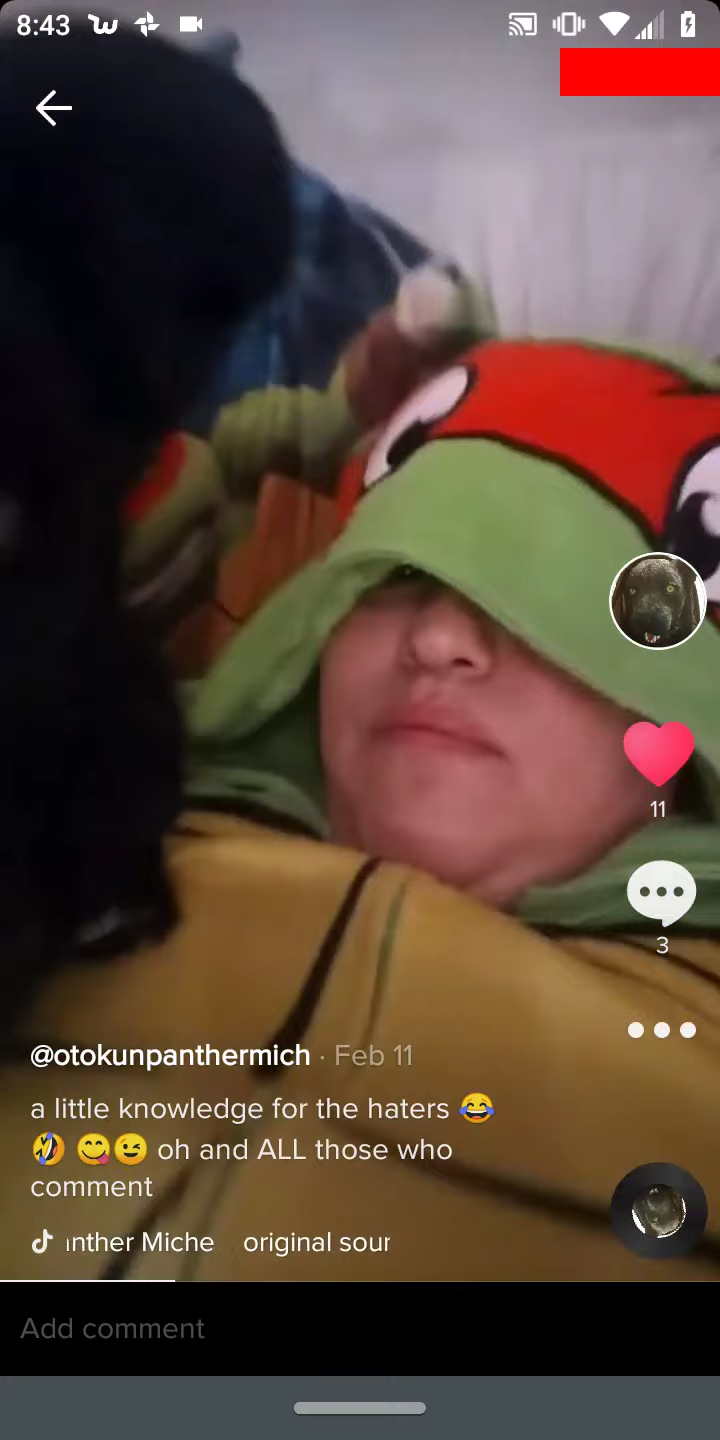 8:43
11
3
@otokunpanthermich · Feb 11
a little knowledge for the haters 😂
🤣 😋😉 oh and ALL those who
comment
nther Miche original sour
Add comment